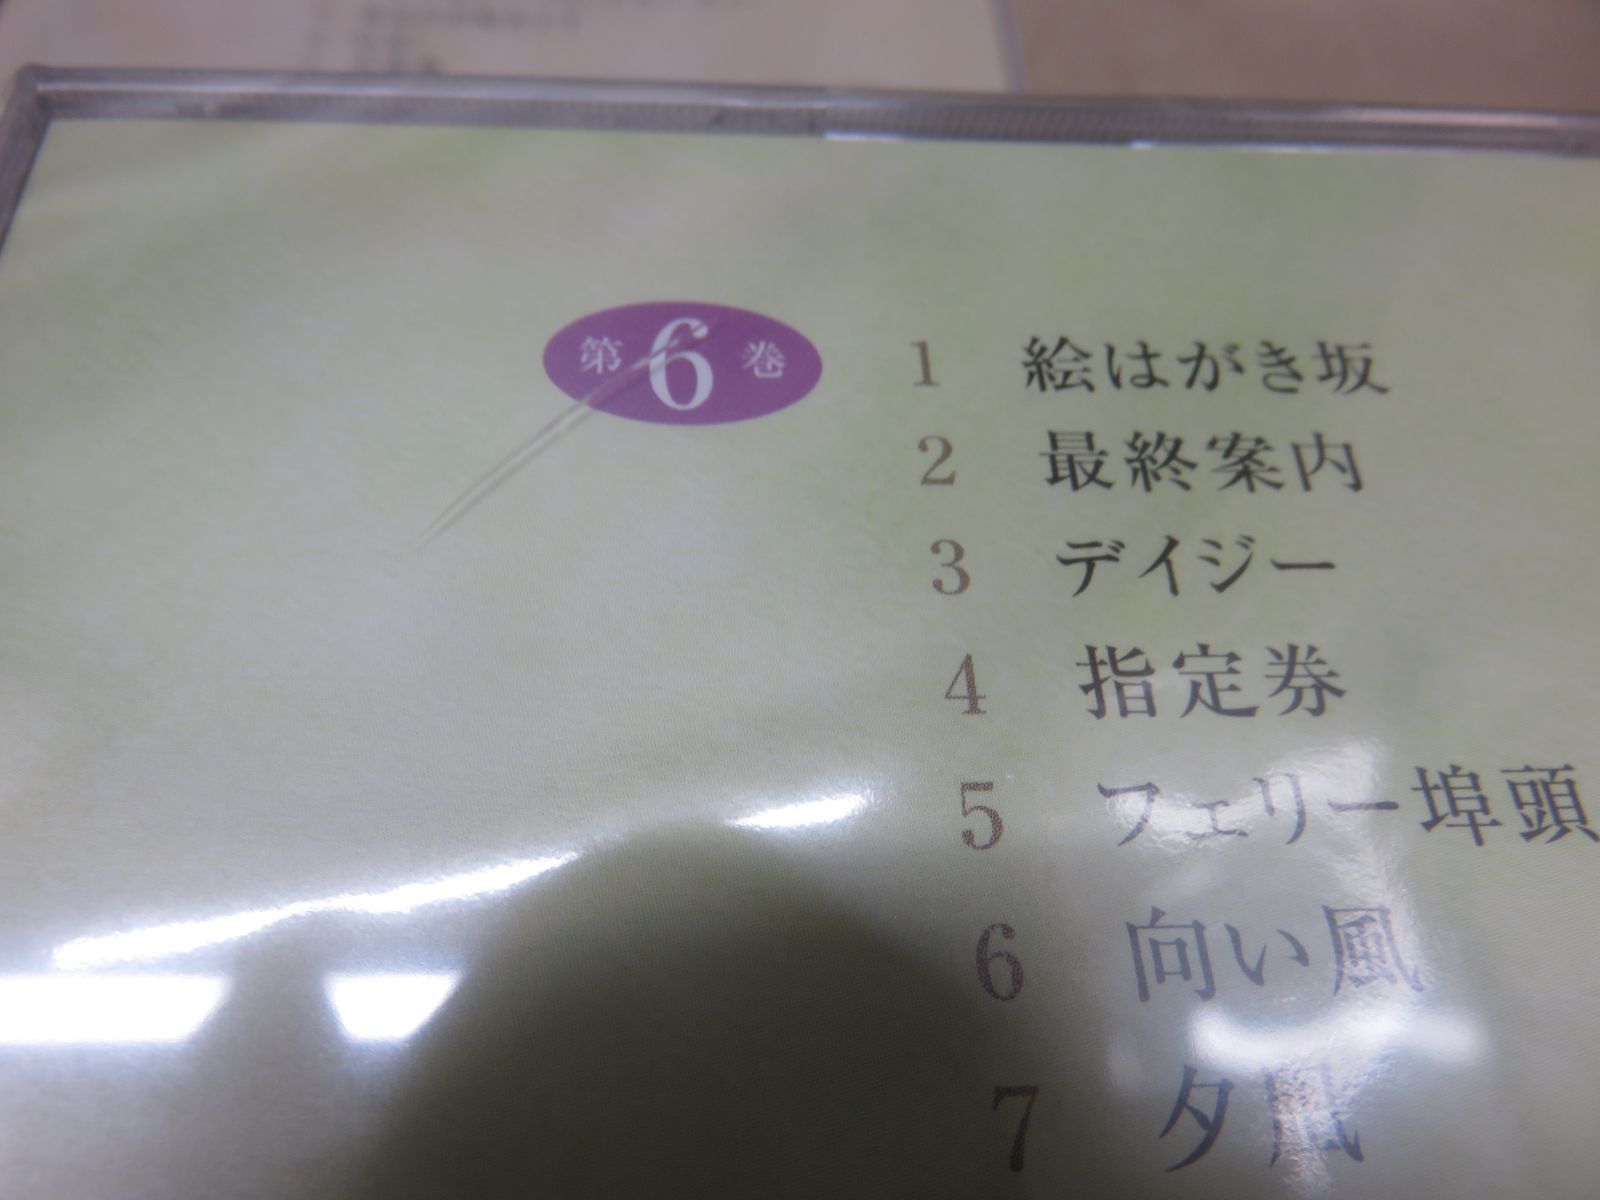 第6巻
1 絵はがき坂
2 最終案内
3 デイジー
4 指定券
5 フェリー埠頭
6 向い風
7 夕凪